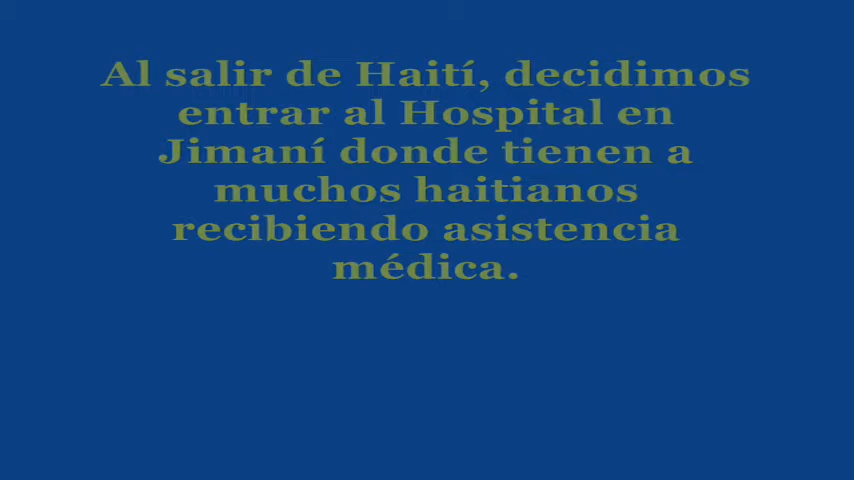 Al salir de Haití, decidimos
entrar al Hospital en
Jimaní donde tienen a
muchos haitianos
recibiendo asistencia
médica.